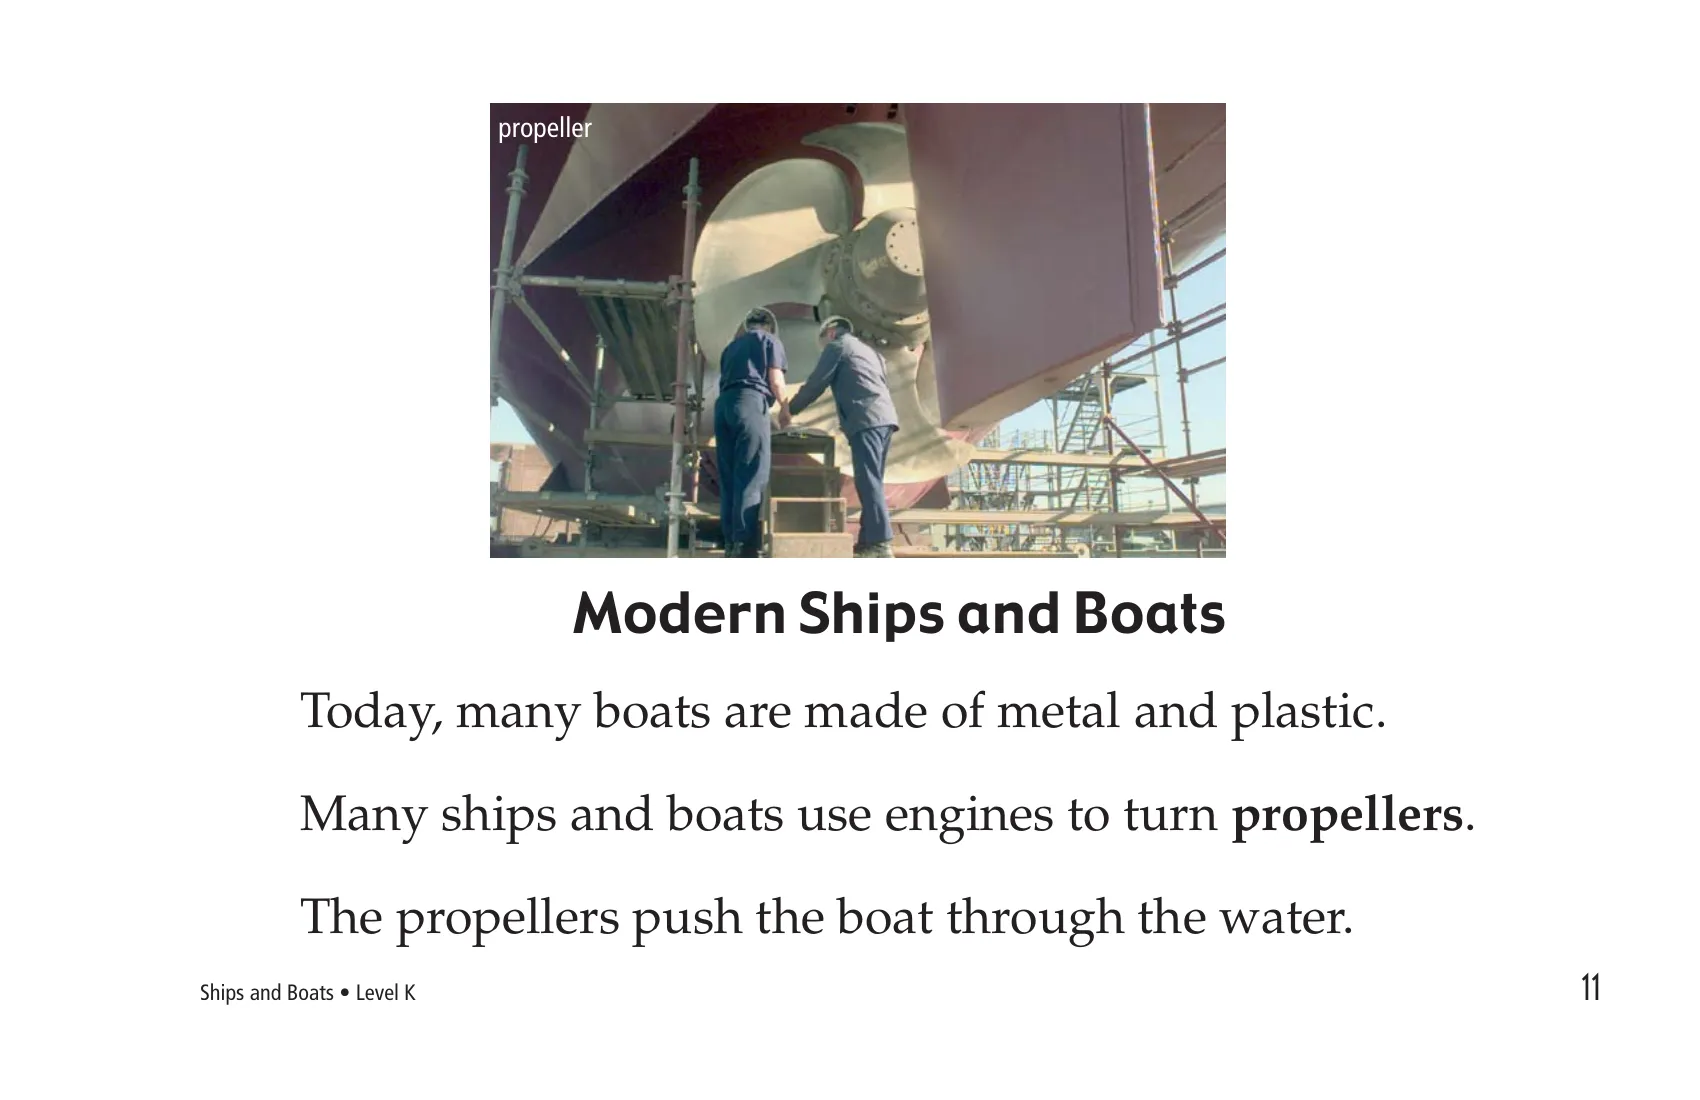 propeller
Modern Ships and Boats
Today, many boats are made of metal and plastic.
Many ships and boats use engines to turn propellers.
The propellers push the boat through the water.
Ships and Boats • Level K
11